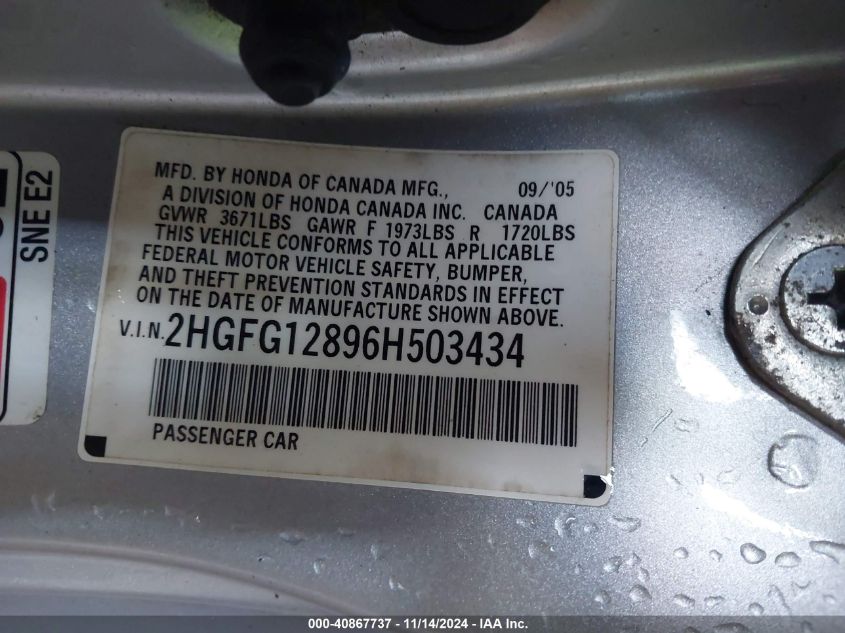 SNE E2
MFD. BY HONDA OF CANADA MFG., 09/'05
A DIVISION OF HONDA CANADA INC. CANADA
GVWR 3671LBS GAWR F 1973LBS R 1720LBS
THIS VEHICLE CONFORMS TO ALL APPLICABLE
FEDERAL MOTOR VEHICLE SAFETY, BUMPER,
AND THEFT PREVENTION STANDARDS IN EFFECT
ON THE DATE OF MANUFACTURE SHOWN ABOVE.
V.I.N. 2HGFG12896H503434
PASSENGER CAR
000-40867737 - 11/14/2024 - IAA Inc.